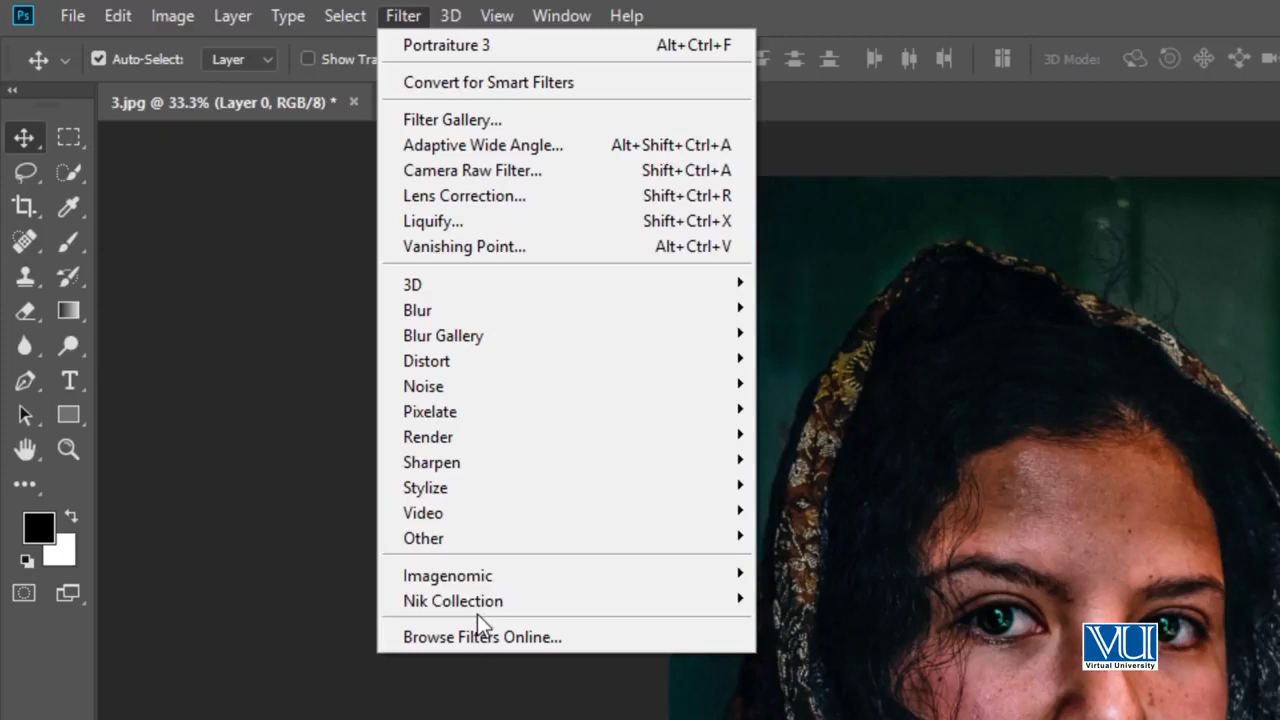 Ps File Edit Image Layer Type Select Filter 3D View Window Help
Auto-Select: Layer Show Tra 3D Mode:
3.jpg @ 33.3% (Layer 0, RGB/8) *
Portraiture 3 Alt+Ctrl+F
Convert for Smart Filters
Filter Gallery...
Adaptive Wide Angle... Alt+Shift+Ctrl+A
Camera Raw Filter... Shift+Ctrl+A
Lens Correction... Shift+Ctrl+R
Liquify... Shift+Ctrl+X
Vanishing Point... Alt+Ctrl+V
3D
Blur
Blur Gallery
Distort
Noise
Pixelate
Render
Sharpen
Stylize
Video
Other
Imagenomic
Nik Collection
Browse Filters Online...
VU
Virtual University